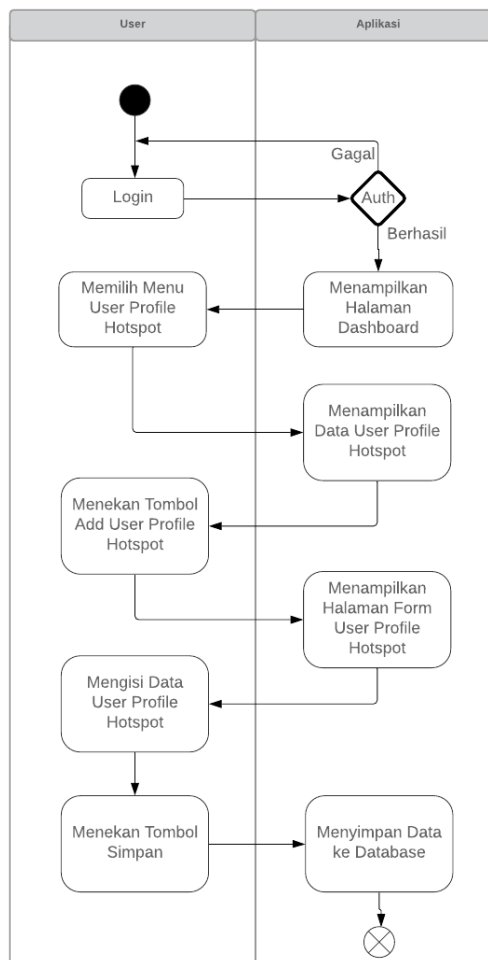 User
Aplikasi
Gagal
Login
Auth
Berhasil
Memilih Menu
User Profile
Hotspot
Menampilkan
Halaman
Dashboard
Menampilkan
Data User Profile
Hotspot
Menekan Tombol
Add User Profile
Hotspot
Menampilkan
Halaman Form
User Profile
Hotspot
Mengisi Data
User Profile
Hotspot
Menekan Tombol
Simpan
Menyimpan Data
ke Database